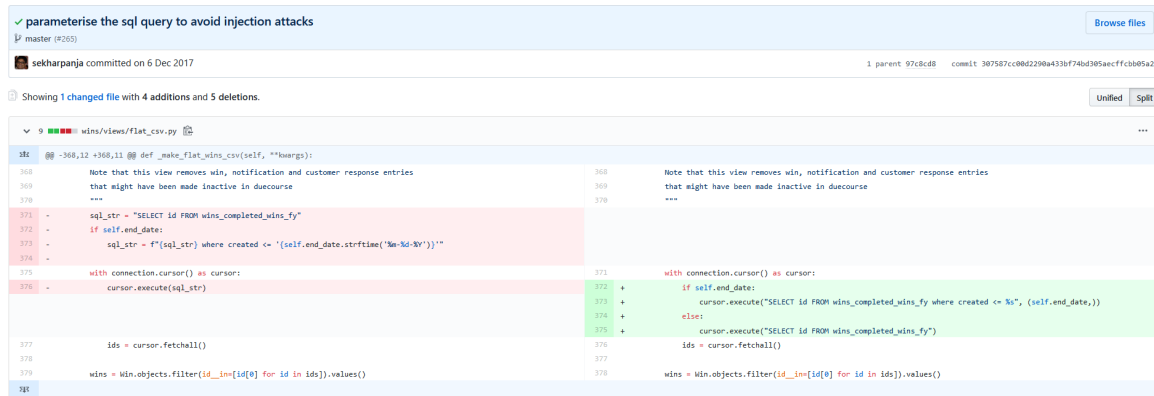 parameterise the sql query to avoid injection attacks
Browse files
master (#265)
sekharpanja committed on 6 Dec 2017
1 parent 97c8cd8 commit 307587cc00d2290a433bf74bd305aecffcbb05a2
Showing 1 changed file with 4 additions and 5 deletions.
Unified Split
9 wins/views/flat_csv.py
@@ -368,12 +368,11 @@ def _make_flat_wins_csv(self, **kwargs):
368 Note that this view removes win, notification and customer response entries
369 that might have been made inactive in duecourse
370 """
371 - sql_str = "SELECT id FROM wins_completed_wins_fy"
372 - if self.end_date:
373 - sql_str = f"{sql_str} where created <= '{self.end_date.strftime('%m-%d-%Y')}'"
374 -
375 with connection.cursor() as cursor:
376 - cursor.execute(sql_str)
377 ids = cursor.fetchall()
378
379 wins = Win.objects.filter(id__in=[id[0] for id in ids]).values()
368 Note that this view removes win, notification and customer response entries
369 that might have been made inactive in duecourse
370 """
371 with connection.cursor() as cursor:
372 + if self.end_date:
373 + cursor.execute("SELECT id FROM wins_completed_wins_fy where created <= %s", (self.end_date,))
374 + else:
375 + cursor.execute("SELECT id FROM wins_completed_wins_fy")
376 ids = cursor.fetchall()
377
378 wins = Win.objects.filter(id__in=[id[0] for id in ids]).values()